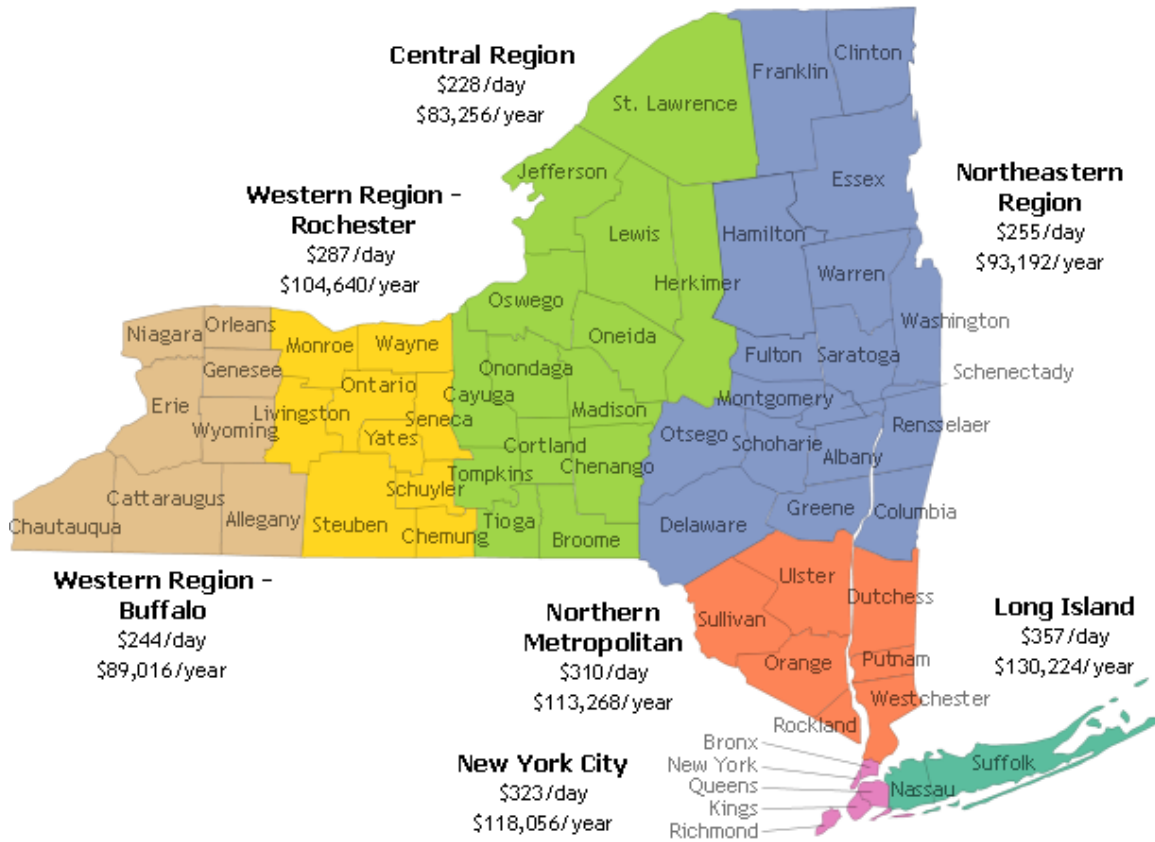 Central Region
$228/day
$83,256/year
Western Region -
Rochester
$287/day
$104,640/year
Northeastern
Region
$255/day
$93,192/year
Western Region -
Buffalo
$244/day
$89,016/year
Northern
Metropolitan
$310/day
$113,268/year
Long Island
$357/day
$130,224/year
New York City
$323/day
$118,056/year
Clinton
Franklin
St. Lawrence
Jefferson
Essex
Lewis
Hamilton
Warren
Herkimer
Oswego
Oneida
Washington
Niagara
Orleans
Monroe
Wayne
Fulton
Saratoga
Genesee
Onondaga
Schenectady
Ontario
Cayuga
Montgomery
Erie
Livingston
Seneca
Madison
Wyoming
Yates
Otsego
Schoharie
Rensselaer
Cortland
Albany
Tompkins
Chenango
Cattaraugus
Schuyler
Greene
Columbia
Chautauqua
Allegany
Steuben
Chemung
Tioga
Broome
Delaware
Ulster
Dutchess
Sullivan
Orange
Putnam
Westchester
Rockland
Bronx
New York
Queens
Kings
Richmond
Nassau
Suffolk